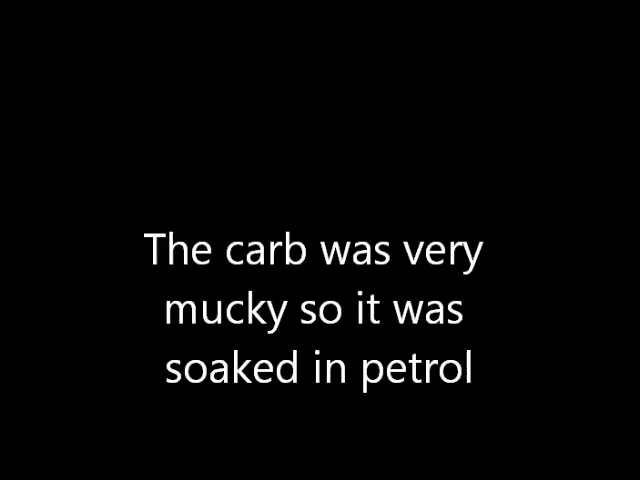 The carb was very
mucky so it was
soaked in petrol